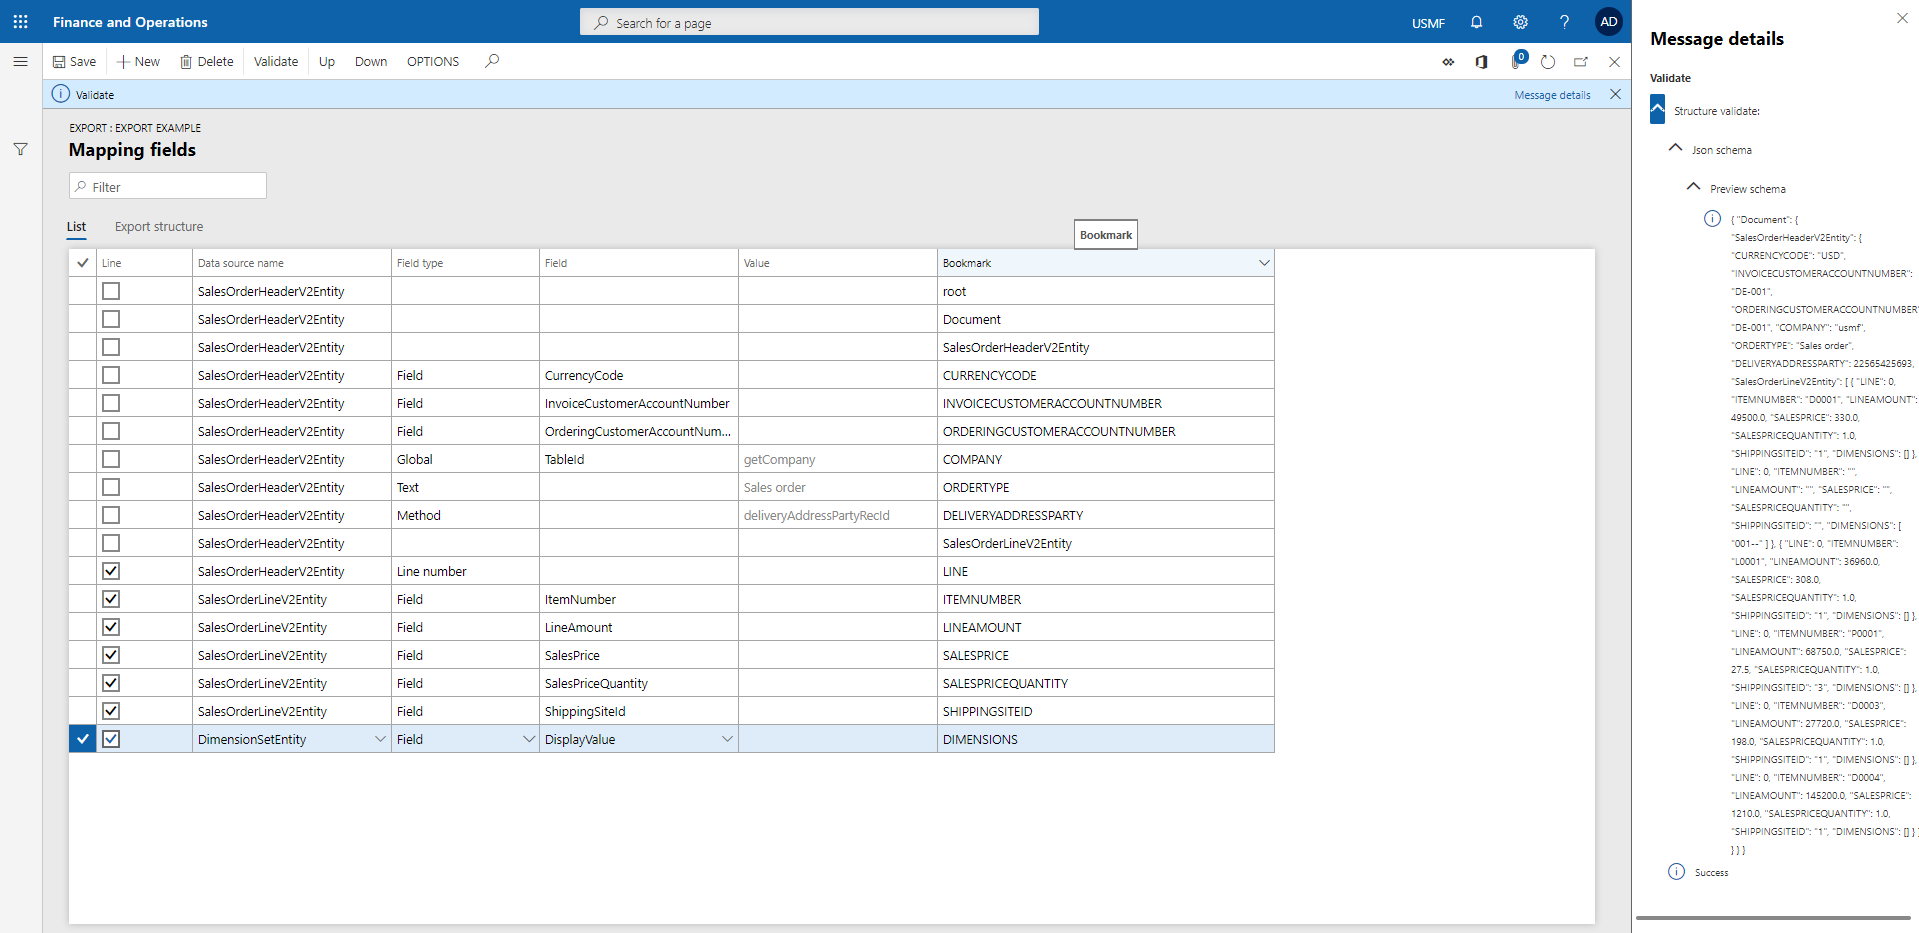 Finance and Operations
Search for a page
USMF
?
AD
Save
New
Delete
Validate
Up
Down
OPTIONS
0
Validate
Message details
EXPORT : EXPORT EXAMPLE
Mapping fields
Filter
List
Export structure
Bookmark
Line Data source name Field type Field Value Bookmark
SalesOrderHeaderV2Entity root
SalesOrderHeaderV2Entity Document
SalesOrderHeaderV2Entity SalesOrderHeaderV2Entity
SalesOrderHeaderV2Entity Field CurrencyCode CURRENCYCODE
SalesOrderHeaderV2Entity Field InvoiceCustomerAccountNumber INVOICECUSTOMERACCOUNTNUMBER
SalesOrderHeaderV2Entity Field OrderingCustomerAccountNum... ORDERINGCUSTOMERACCOUNTNUMBER
SalesOrderHeaderV2Entity Global TableId getCompany COMPANY
SalesOrderHeaderV2Entity Text Sales order ORDERTYPE
SalesOrderHeaderV2Entity Method deliveryAddressPartyRecId DELIVERYADDRESSPARTY
SalesOrderHeaderV2Entity SalesOrderLineV2Entity
SalesOrderHeaderV2Entity Line number LINE
SalesOrderLineV2Entity Field ItemNumber ITEMNUMBER
SalesOrderLineV2Entity Field LineAmount LINEAMOUNT
SalesOrderLineV2Entity Field SalesPrice SALESPRICE
SalesOrderLineV2Entity Field SalesPriceQuantity SALESPRICEQUANTITY
SalesOrderLineV2Entity Field ShippingSiteId SHIPPINGSITEID
DimensionSetEntity Field DisplayValue DIMENSIONS
Message details
Validate
Structure validate:
Json schema
Preview schema
{ "Document": {
"SalesOrderHeaderV2Entity": {
"CURRENCYCODE": "USD",
"INVOICECUSTOMERACCOUNTNUMBER":
"DE-001",
"ORDERINGCUSTOMERACCOUNTNUMBER"
"DE-001", "COMPANY": "usmf",
"ORDERTYPE": "Sales order",
"DELIVERYADDRESSPARTY": 22565425693,
"SalesOrderLineV2Entity": [ { "LINE": 0,
"ITEMNUMBER": "D0001", "LINEAMOUNT":
49500.0, "SALESPRICE": 330.0,
"SALESPRICEQUANTITY": 1.0,
"SHIPPINGSITEID": "1", "DIMENSIONS": [] },
"LINE": 0, "ITEMNUMBER": "",
"LINEAMOUNT": "", "SALESPRICE": "",
"SALESPRICEQUANTITY": "",
"SHIPPINGSITEID": "", "DIMENSIONS": [
"001--" ] }, { "LINE": 0, "ITEMNUMBER":
"L0001", "LINEAMOUNT": 36960.0,
"SALESPRICE": 308.0,
"SALESPRICEQUANTITY": 1.0,
"SHIPPINGSITEID": "1", "DIMENSIONS": [] },
"LINE": 0, "ITEMNUMBER": "P0001",
"LINEAMOUNT": 68750.0, "SALESPRICE":
27.5, "SALESPRICEQUANTITY": 1.0,
"SHIPPINGSITEID": "3", "DIMENSIONS": [] },
"LINE": 0, "ITEMNUMBER": "D0003",
"LINEAMOUNT": 27720.0, "SALESPRICE":
198.0, "SALESPRICEQUANTITY": 1.0,
"SHIPPINGSITEID": "1", "DIMENSIONS": [] },
"LINE": 0, "ITEMNUMBER": "D0004",
"LINEAMOUNT": 145200.0, "SALESPRICE":
1210.0, "SALESPRICEQUANTITY": 1.0,
"SHIPPINGSITEID": "1", "DIMENSIONS": [] } ]
} } }
Success